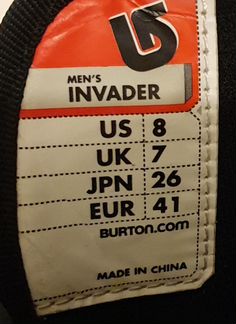 MEN'S
INVADER
US 8
UK 7
JPN 26
EUR 41
BURTON.COM
MADE IN CHINA